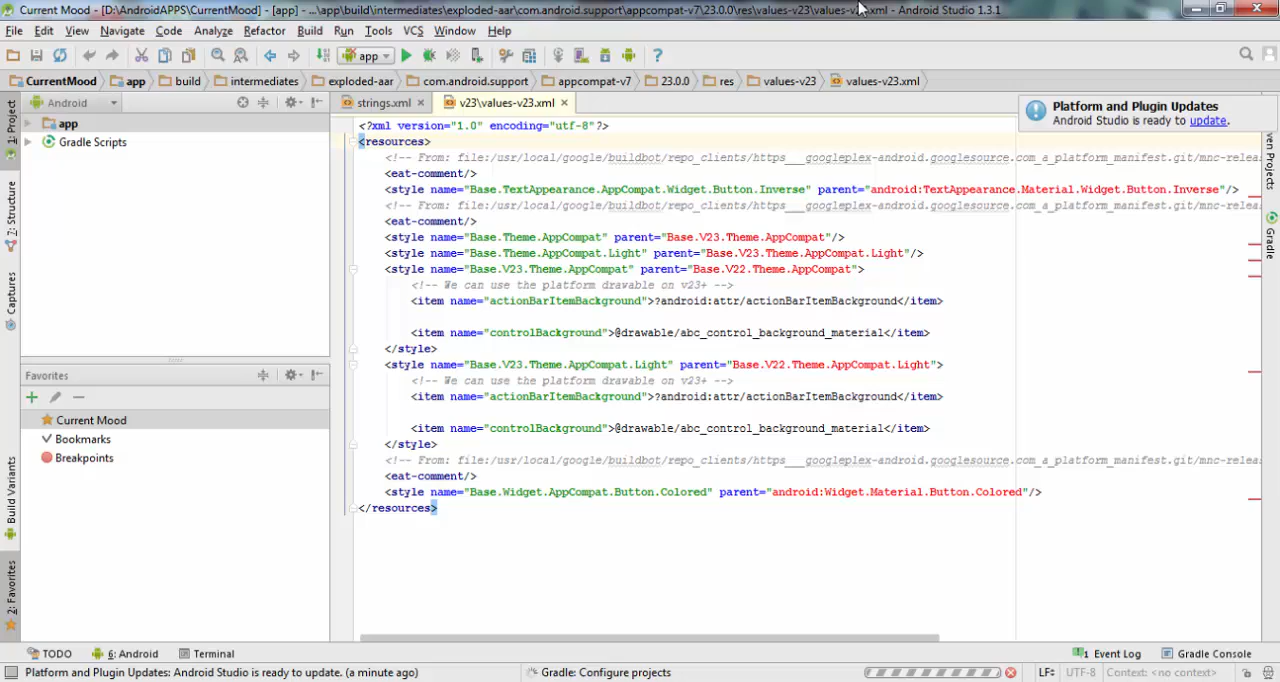 Current Mood - [D:\AndroidAPPS\CurrentMood] - [app] - ...\app\build\intermediates\exploded-aar\com.android.support\appcompat-v7\23.0.0\res\values-v23\values-v23.xml - Android Studio 1.3.1
File Edit View Navigate Code Analyze Refactor Build Run Tools VCS Window Help
app
CurrentMood app build intermediates exploded-aar com.android.support appcompat-v7 23.0.0 res values-v23 values-v23.xml
Android strings.xml v23\values-v23.xml
1: Project
2: Structure
Captures
Build Variants
2: Favorites
app
Gradle Scripts
Favorites
Current Mood
Bookmarks
Breakpoints
<?xml version="1.0" encoding="utf-8"?>
<resources>
<!-- From: file:/usr/local/google/buildbot/repo_clients/https___googleplex-android.googlesource.com_a_platform_manifest.git/mnc-relea
<eat-comment/>
<style name="Base.TextAppearance.AppCompat.Widget.Button.Inverse" parent="android:TextAppearance.Material.Widget.Button.Inverse"/>
<!-- From: file:/usr/local/google/buildbot/repo_clients/https___googleplex-android.googlesource.com_a_platform_manifest.git/mnc-relea
<eat-comment/>
<style name="Base.Theme.AppCompat" parent="Base.V23.Theme.AppCompat"/>
<style name="Base.Theme.AppCompat.Light" parent="Base.V23.Theme.AppCompat.Light"/>
<style name="Base.V23.Theme.AppCompat" parent="Base.V22.Theme.AppCompat">
<!-- We can use the platform drawable on v23+ -->
<item name="actionBarItemBackground">?android:attr/actionBarItemBackground</item>
<item name="controlBackground">@drawable/abc_control_background_material</item>
</style>
<style name="Base.V23.Theme.AppCompat.Light" parent="Base.V22.Theme.AppCompat.Light">
<!-- We can use the platform drawable on v23+ -->
<item name="actionBarItemBackground">?android:attr/actionBarItemBackground</item>
<item name="controlBackground">@drawable/abc_control_background_material</item>
</style>
<!-- From: file:/usr/local/google/buildbot/repo_clients/https___googleplex-android.googlesource.com_a_platform_manifest.git/mnc-relea
<eat-comment/>
<style name="Base.Widget.AppCompat.Button.Colored" parent="android:Widget.Material.Button.Colored"/>
</resources>
Platform and Plugin Updates
Android Studio is ready to update.
ven Projects
Gradle
TODO 6: Android Terminal 1 Event Log Gradle Console
Platform and Plugin Updates: Android Studio is ready to update. (a minute ago) Gradle: Configure projects LF÷ UTF-8 Context: <no context>